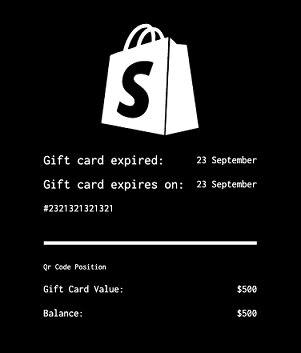 S
Gift card expired: 23 September
Gift card expires on: 23 September
#2321321321321
Qr Code Position
Gift Card Value: $500
Balance: $500